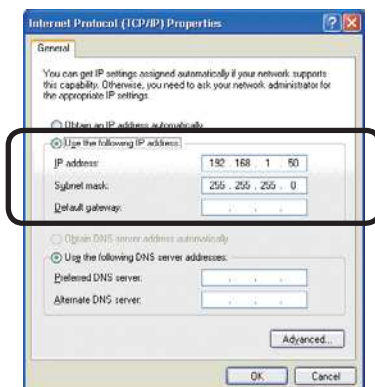 Internet Protocol (TCP/IP) Properties
General
You can get IP settings assigned automatically if your network supports
this capability. Otherwise, you need to ask your network administrator for
the appropriate IP settings.
Obtain an IP address automatically
Use the following IP address:
IP address: 192 . 168 . 1 . 50
Subnet mask: 255 . 255 . 255 . 0
Default gateway: . . .
Obtain DNS server address automatically
Use the following DNS server addresses:
Preferred DNS server: . . .
Alternate DNS server: . . .
Advanced...
OK Cancel